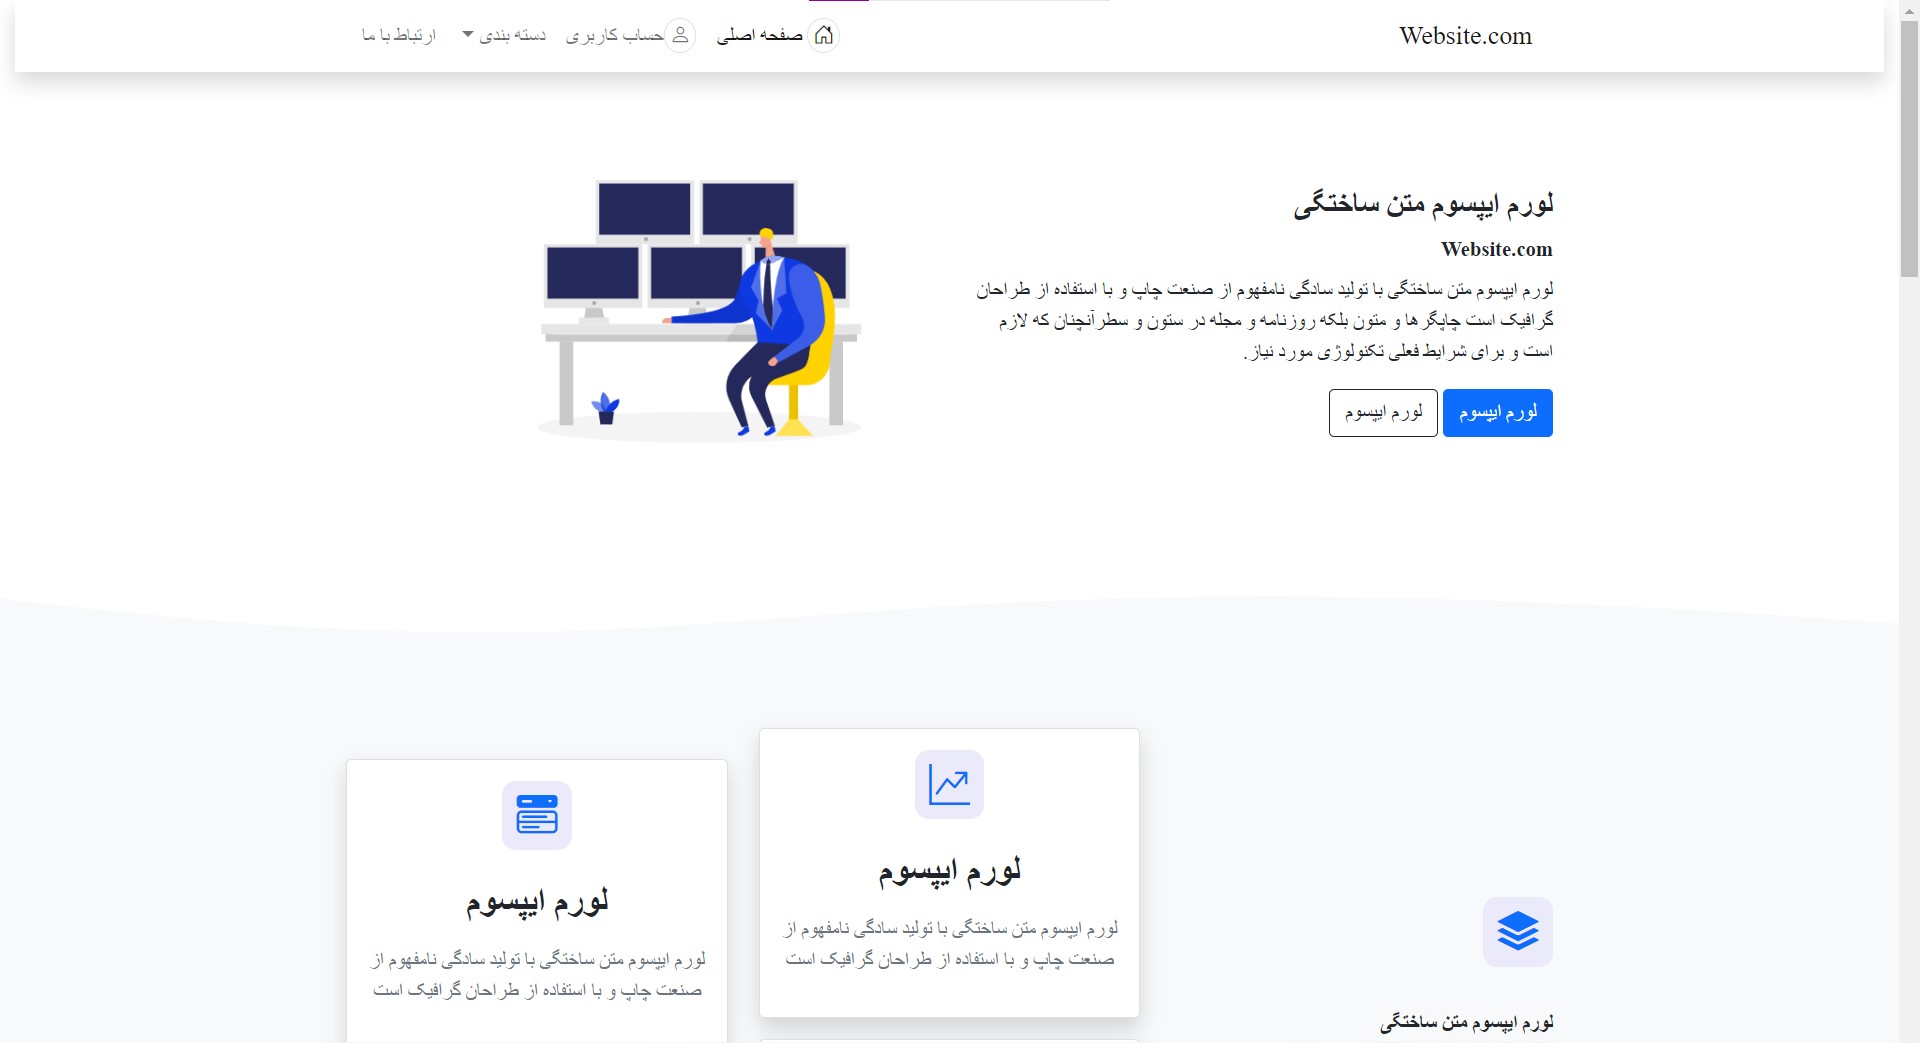 Website.com
صفحه اصلی
حساب کاربری
دسته بندی
ارتباط با ما
لورم ایپسوم متن ساختگی
Website.com
لورم ایپسوم متن ساختگی با تولید سادگی نامفهوم از صنعت چاپ و با استفاده از طراحان
گرافیک است چاپگرها و متون بلکه روزنامه و مجله در ستون و سطرآنچنان که لازم
است و برای شرایط فعلی تکنولوژی مورد نیاز.
لورم ایپسوم
لورم ایپسوم
لورم ایپسوم متن ساختگی
لورم ایپسوم
لورم ایپسوم متن ساختگی با تولید سادگی نامفهوم از
صنعت چاپ و با استفاده از طراحان گرافیک است
لورم ایپسوم
لورم ایپسوم متن ساختگی با تولید سادگی نامفهوم از
صنعت چاپ و با استفاده از طراحان گرافیک است